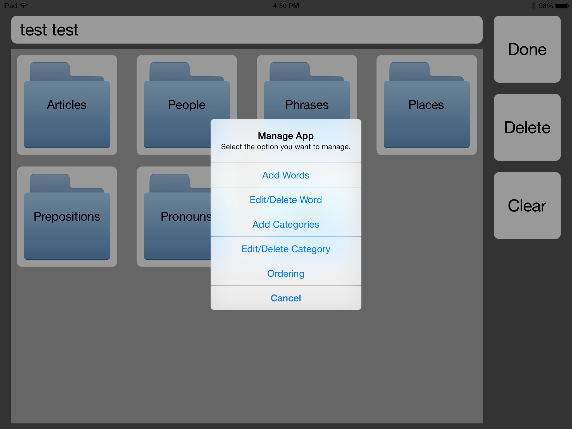 iPad 4:50 PM 98%
test test
Done
Articles People Phrases Places
Delete
Manage App
Select the option you want to manage.
Add Words
Edit/Delete Word
Clear
Prepositions Pronouns
Add Categories
Edit/Delete Category
Ordering
Cancel